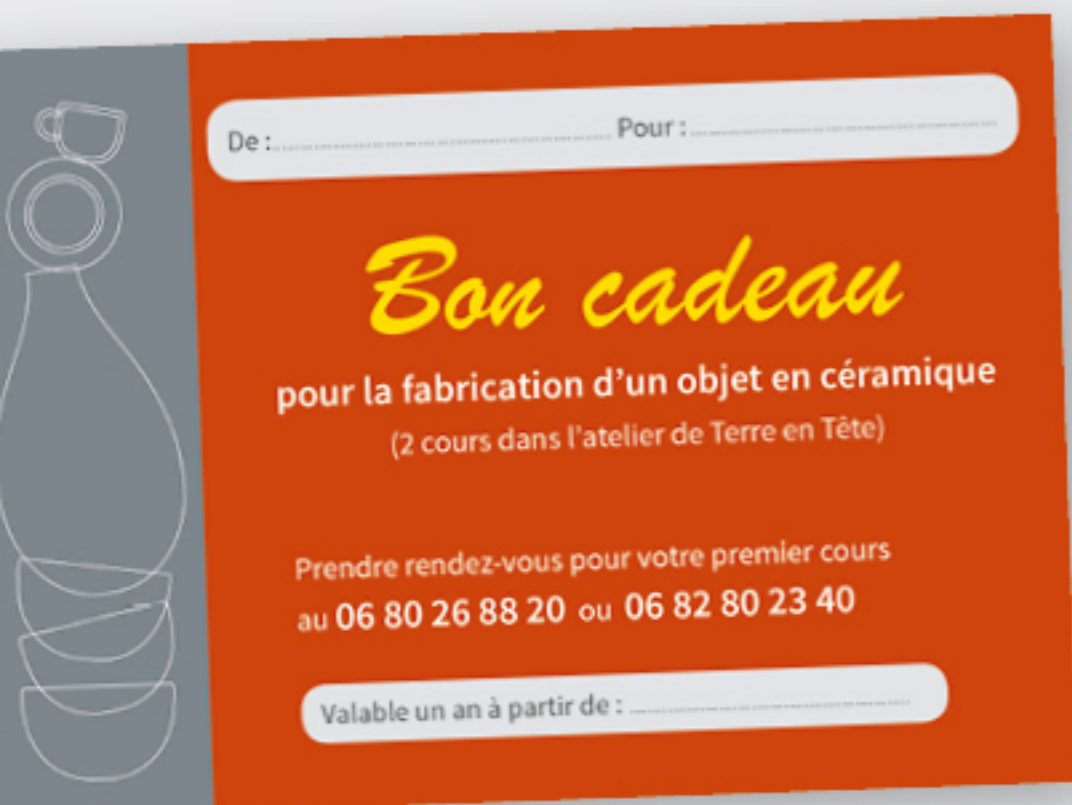 De : Pour :
Bon cadeau
pour la fabrication d'un objet en céramique
(2 cours dans l'atelier de Terre en Tête)
Prendre rendez-vous pour votre premier cours
au 06 80 26 88 20 ou 06 82 80 23 40
Valable un an à partir de :